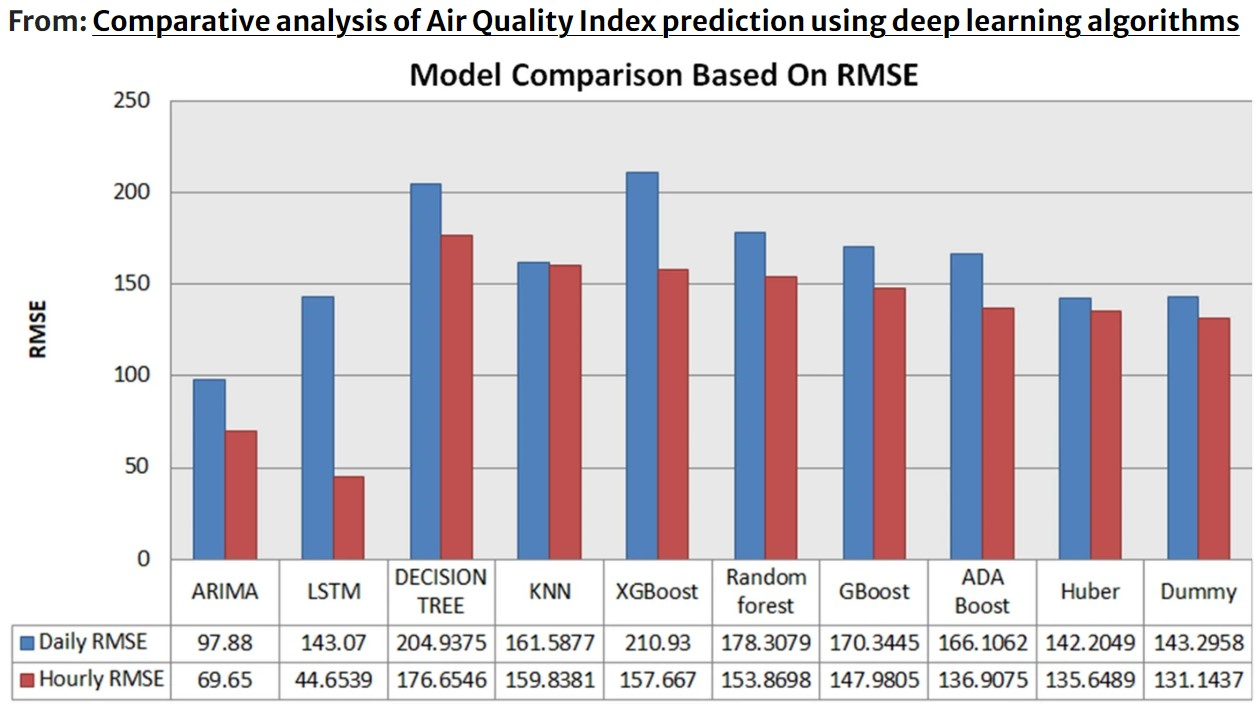 From: Comparative analysis of Air Quality Index prediction using deep learning algorithms
Model Comparison Based On RMSE
250
200
150
100
50
0
RMSE
ARIMA LSTM DECISION TREE KNN XGBoost Random forest GBoost ADA Boost Huber Dummy
Daily RMSE 97.88 143.07 204.9375 161.5877 210.93 178.3079 170.3445 166.1062 142.2049 143.2958
Hourly RMSE 69.65 44.6539 176.6546 159.8381 157.667 153.8698 147.9805 136.9075 135.6489 131.1437